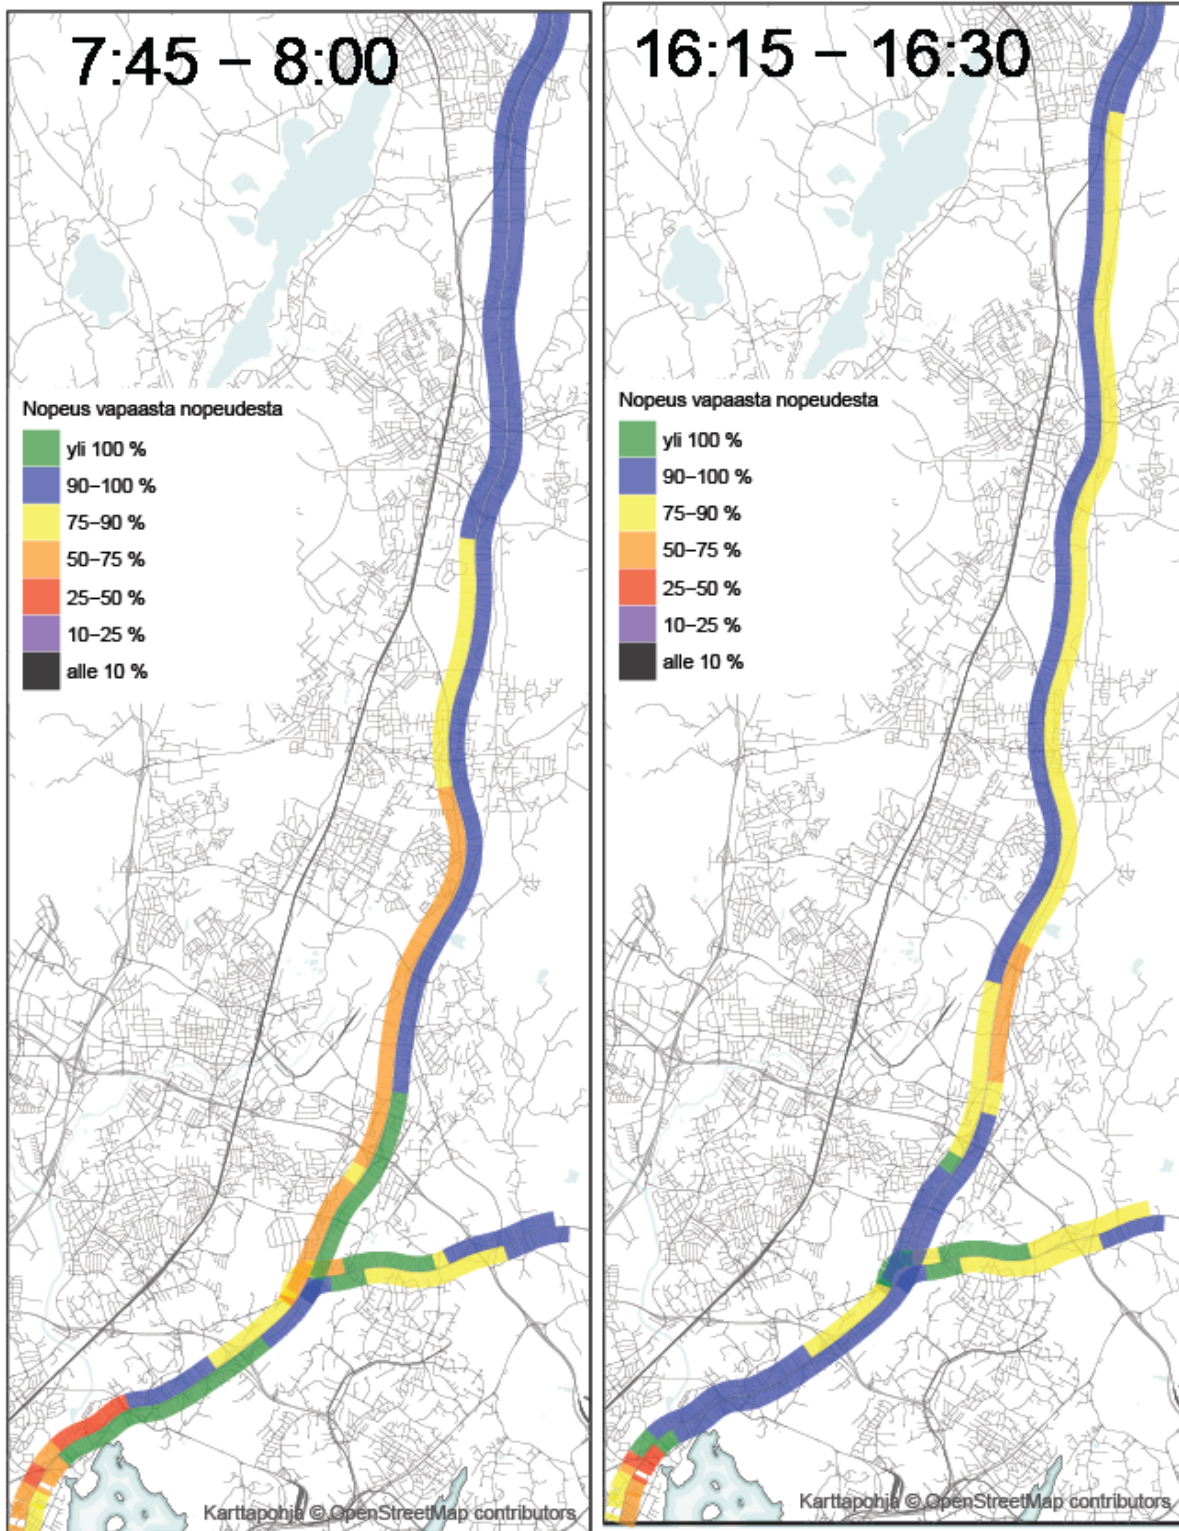 7:45 – 8:00
Nopeus vapaasta nopeudesta
yli 100 %
90–100 %
75–90 %
50–75 %
25–50 %
10–25 %
alle 10 %
Karttapohja © OpenStreetMap contributors
16:15 – 16:30
Nopeus vapaasta nopeudesta
yli 100 %
90–100 %
75–90 %
50–75 %
25–50 %
10–25 %
alle 10 %
Karttapohja © OpenStreetMap contributors